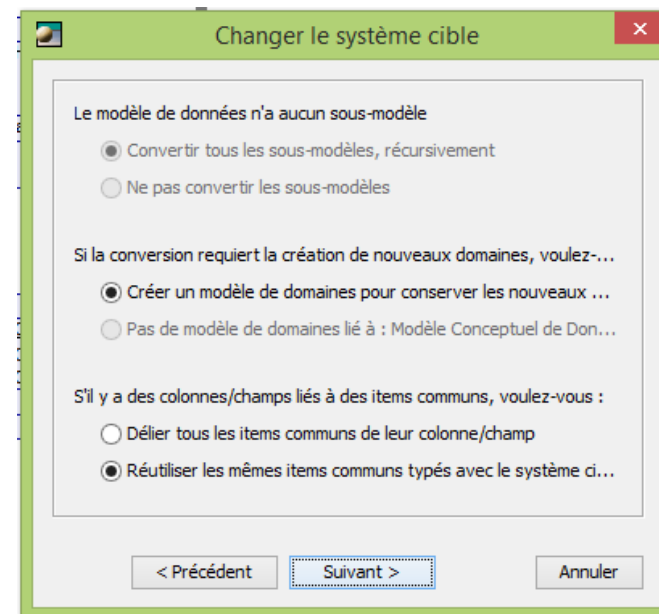 Changer le système cible
Le modèle de données n'a aucun sous-modèle
Convertir tous les sous-modèles, récursivement
Ne pas convertir les sous-modèles
Si la conversion requiert la création de nouveaux domaines, voulez-...
Créer un modèle de domaines pour conserver les nouveaux ...
Pas de modèle de domaines lié à : Modèle Conceptuel de Don...
S'il y a des colonnes/champs liés à des items communs, voulez-vous :
Délier tous les items communs de leur colonne/champ
Réutiliser les mêmes items communs typés avec le système ci...
< Précédent
Suivant >
Annuler